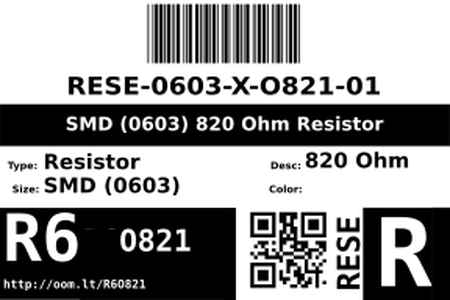 RESE-0603-X-O821-01
SMD (0603) 820 Ohm Resistor
Type: Resistor
Desc: 820 Ohm
Size: SMD (0603)
Color:
R6 0821
http://oom.lt/R60821
RESE
R